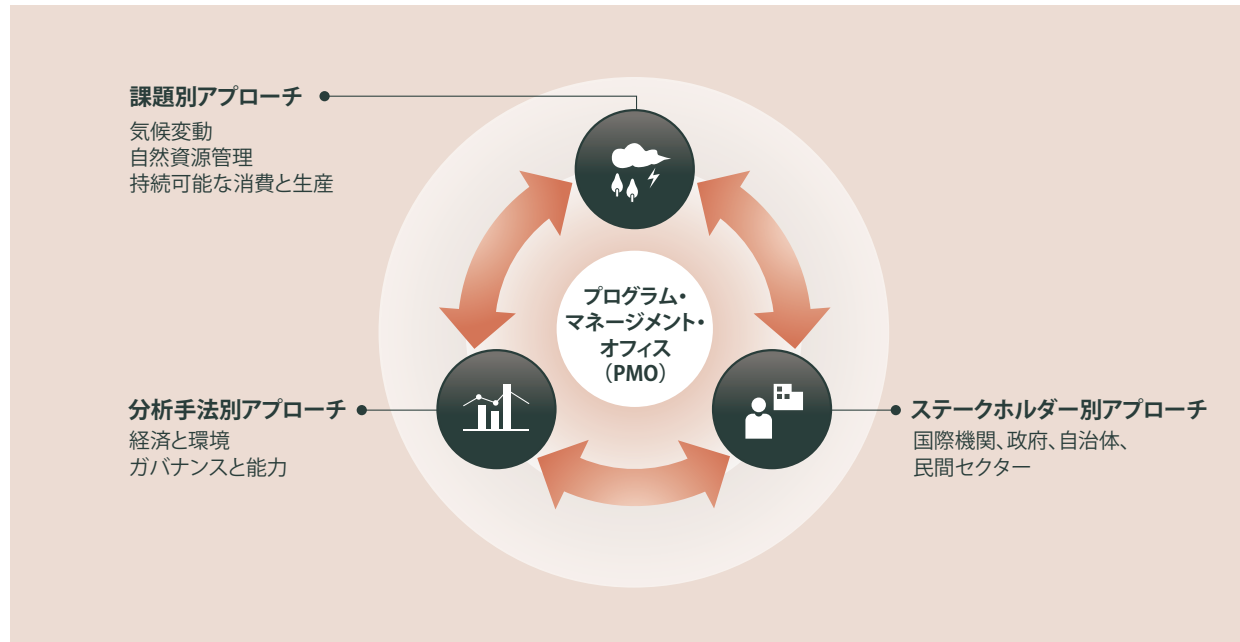 課題別アプローチ
気候変動
自然資源管理
持続可能な消費と生産
プログラム・
マネージメント・
オフィス
（PMO）
分析手法別アプローチ
経済と環境
ガバナンスと能力
ステークホルダー別アプローチ
国際機関、政府、自治体、
民間セクター